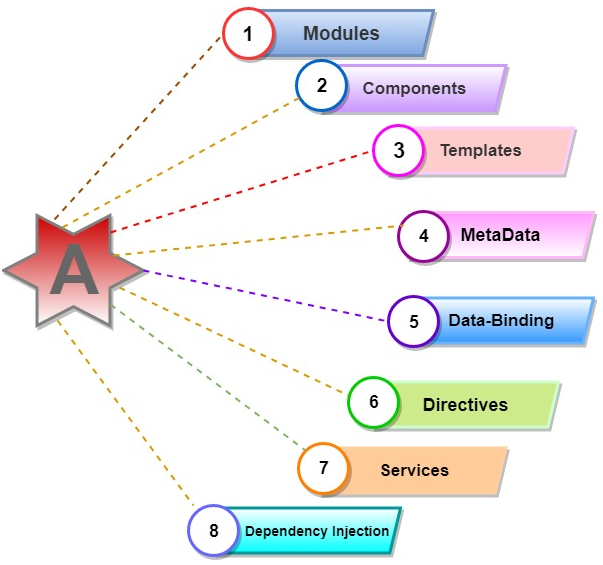 1 Modules
2 Components
3 Templates
A
4 MetaData
5 Data-Binding
6 Directives
7 Services
8 Dependency Injection